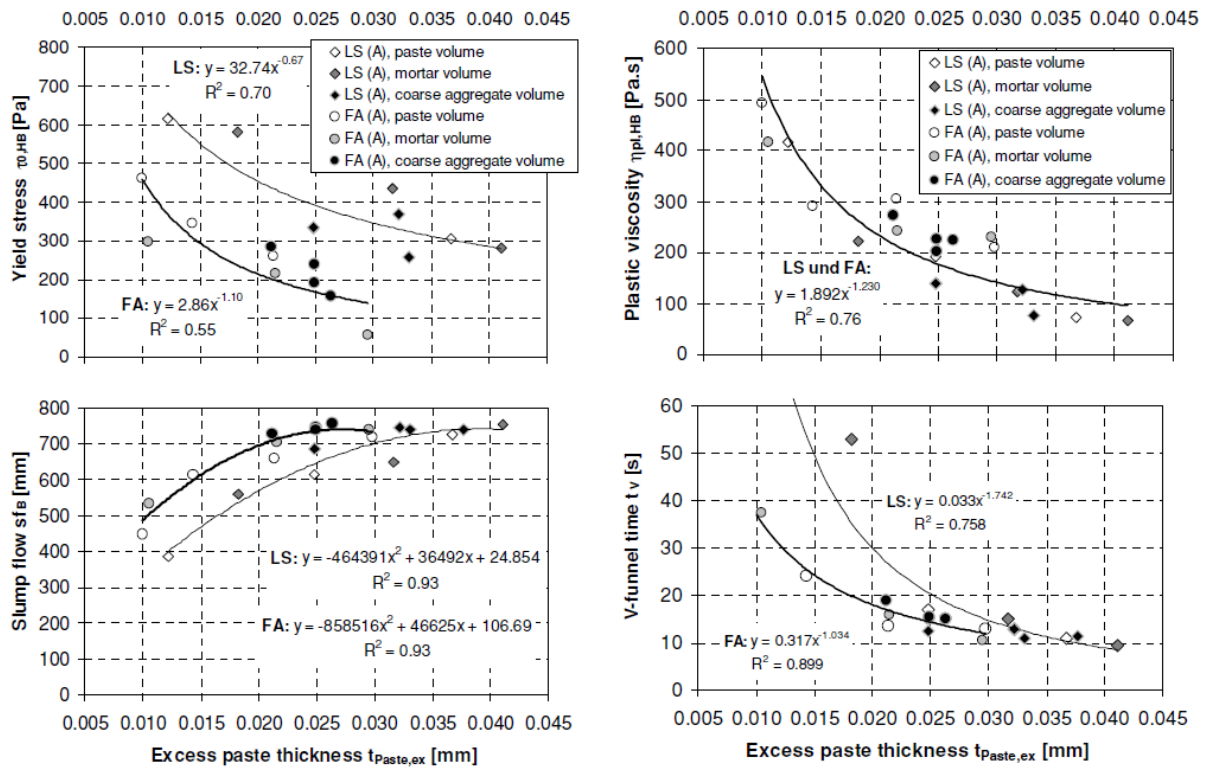 0.005 0.010 0.015 0.020 0.025 0.030 0.035 0.040 0.045
800
700
600
500
400
300
200
100
0
Yield stress τ0,HB [Pa]
LS: y = 32.74x-0.67
R2 = 0.70
LS (A), paste volume
LS (A), mortar volume
LS (A), coarse aggregate volume
FA (A), paste volume
FA (A), mortar volume
FA (A), coarse aggregate volume
FA: y = 2.86x-1.10
R2 = 0.55
0.005 0.010 0.015 0.020 0.025 0.030 0.035 0.040 0.045
600
500
400
300
200
100
0
Plastic viscosity ηpl,HB [Pa.s]
LS (A), paste volume
LS (A), mortar volume
LS (A), coarse aggregate volume
FA (A), paste volume
FA (A), mortar volume
FA (A), coarse aggregate volume
LS und FA:
y = 1.892x-1.230
R2 = 0.76
800
700
600
500
400
300
200
100
0
Slump flow sfB [mm]
LS: y = -464391x2 + 36492x + 24.854
R2 = 0.93
FA: y = -858516x2 + 46625x + 106.69
R2 = 0.93
0.005 0.010 0.015 0.020 0.025 0.030 0.035 0.040 0.045
Excess paste thickness tPaste,ex [mm]
60
50
40
30
20
10
0
V-funnel time tv [s]
LS: y = 0.033x-1.742
R2 = 0.758
FA: y = 0.317x-1.034
R2 = 0.899
0.005 0.010 0.015 0.020 0.025 0.030 0.035 0.040 0.045
Excess paste thickness tPaste,ex [mm]